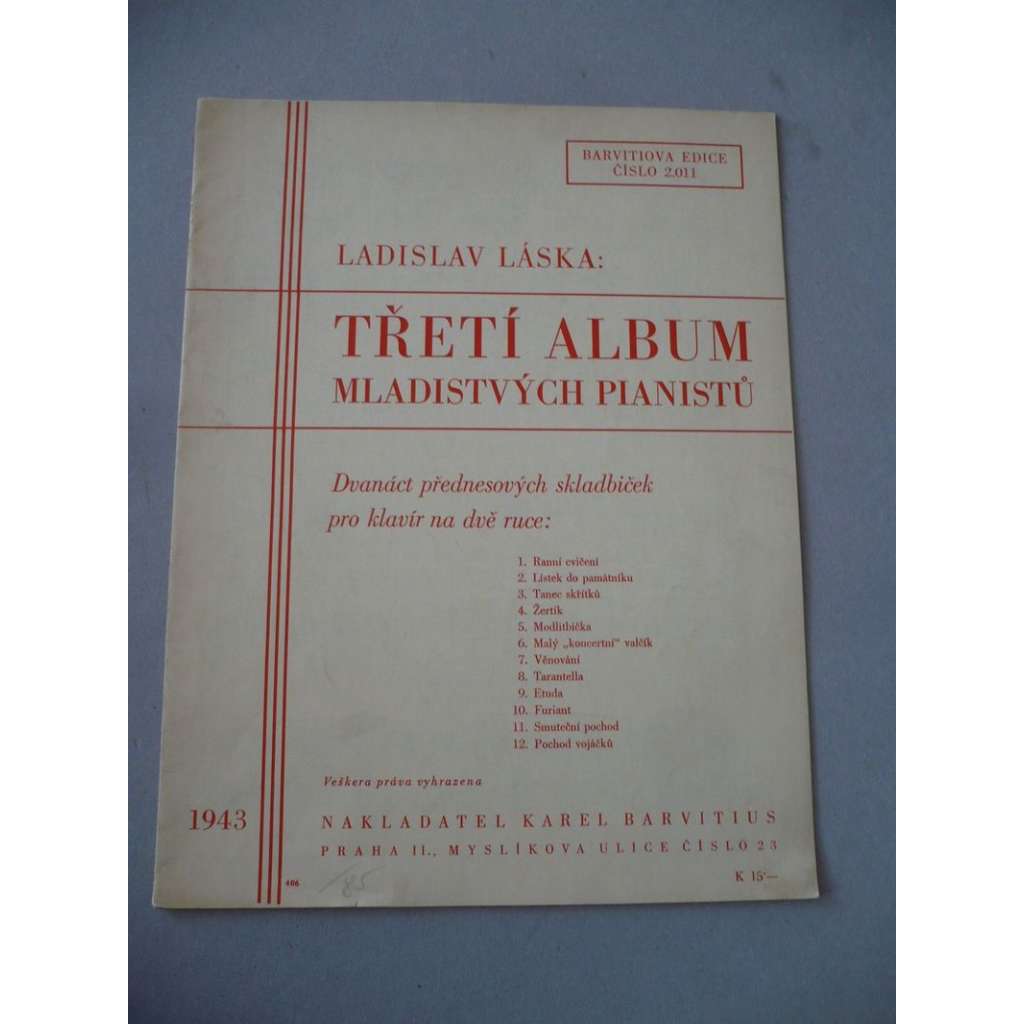 BARVITIOVA EDICE
ČÍSLO 2.011
LADISLAV LÁSKA:
TŘETÍ ALBUM
MLADISTVÝCH PIANISTŮ
Dvanáct přednesových skladbiček
pro klavír na dvě ruce:
1. Ranní cvičení
2. Lístek do památníku
3. Tanec skřítků
4. Žertík
5. Modlitbička
6. Malý „koncertní“ valčík
7. Věnování
8. Tarantella
9. Etuda
10. Furiant
11. Smuteční pochod
12. Pochod vojáčků
Veškera práva vyhrazena
1943
NAKLADATEL KAREL BARVITIUS
PRAHA II., MYSLÍKOVA ULICE ČÍSLO 23
K 15·—
406